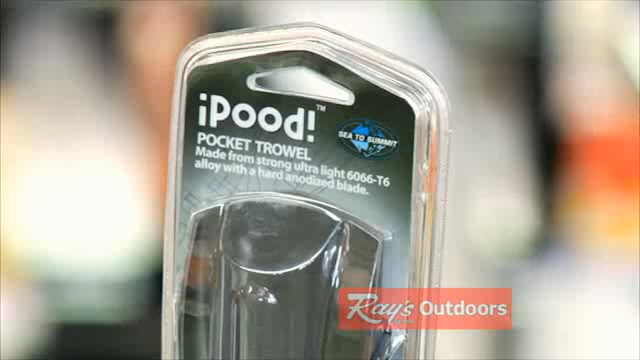 iPood!™
SEA TO SUMMIT
POCKET TROWEL
Made from strong ultra light 6066-T6
alloy with a hard anodized blade.
Ray's Outdoors